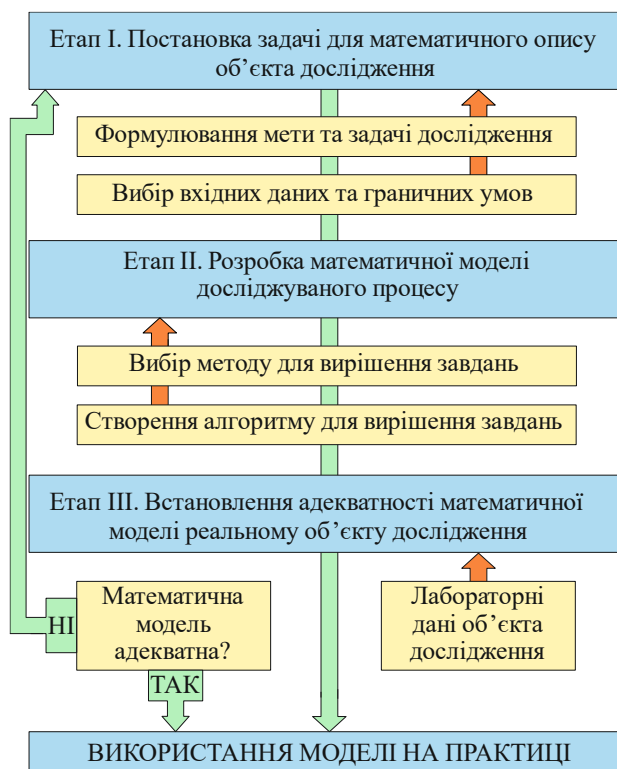 Етап І. Постановка задачі для математичного опису
об’єкта дослідження
Формулювання мети та задачі дослідження
Вибір вхідних даних та граничних умов
Етап ІІ. Розробка математичної моделі
досліджуваного процесу
Вибір методу для вирішення завдань
Створення алгоритму для вирішення завдань
Етап ІІІ. Встановлення адекватності математичної
моделі реальному об’єкту дослідження
НІ
Математична
модель
адекватна?
Лабораторні
дані об’єкта
дослідження
ТАК
ВИКОРИСТАННЯ МОДЕЛІ НА ПРАКТИЦІ